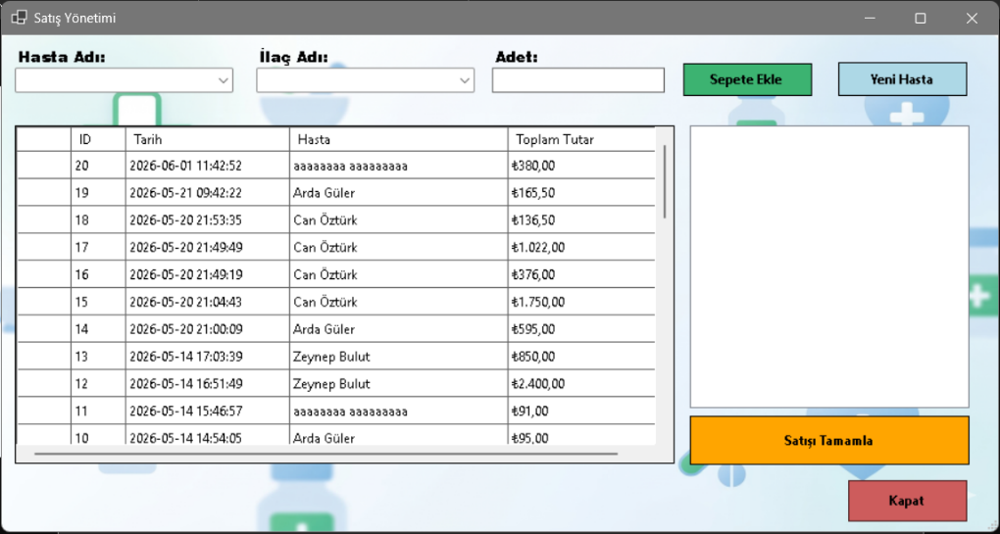 Satış Yönetimi
Hasta Adı: İlaç Adı: Adet:
Sepete Ekle Yeni Hasta
ID Tarih Hasta Toplam Tutar
20 2026-06-01 11:42:52 aaaaaaaa aaaaaaaaa ₺380,00
19 2026-05-21 09:42:22 Arda Güler ₺165,50
18 2026-05-20 21:53:35 Can Öztürk ₺136,50
17 2026-05-20 21:49:49 Can Öztürk ₺1.022,00
16 2026-05-20 21:49:19 Can Öztürk ₺376,00
15 2026-05-20 21:04:43 Can Öztürk ₺1.750,00
14 2026-05-20 21:00:09 Arda Güler ₺595,00
13 2026-05-14 17:03:39 Zeynep Bulut ₺850,00
12 2026-05-14 16:51:49 Zeynep Bulut ₺2.400,00
11 2026-05-14 15:46:57 aaaaaaaa aaaaaaaaa ₺91,00
10 2026-05-14 14:54:05 Arda Güler ₺95,00
Satışı Tamamla
Kapat